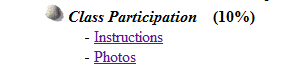 Class Participation (10%)
- Instructions
- Photos